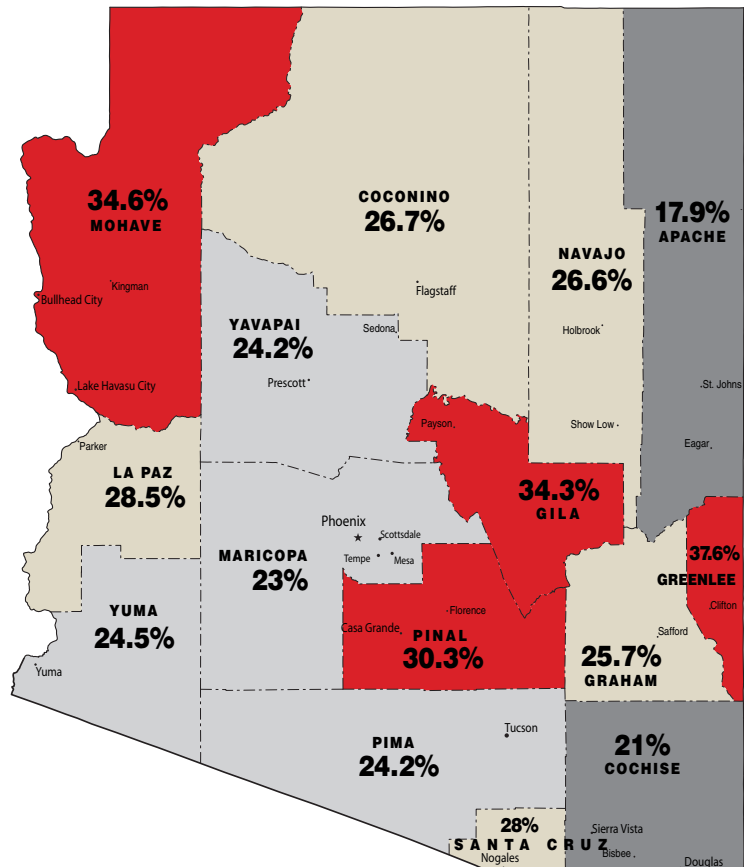 34.6%
MOHAVE
Kingman
Bullhead City
Lake Havasu City
COCONINO
26.7%
Flagstaff
NAVAJO
26.6%
Holbrook
Show Low
17.9%
APACHE
St. Johns
Eagar
YAVAPAI
24.2%
Sedona
Prescott
Parker
LA PAZ
28.5%
Payson
34.3%
GILA
Phoenix
Scottsdale
Tempe
Mesa
MARICOPA
23%
37.6%
GREENLEE
Clifton
YUMA
24.5%
Yuma
Florence
Casa Grande
PINAL
30.3%
Safford
25.7%
GRAHAM
PIMA
24.2%
Tucson
21%
COCHISE
Sierra Vista
Bisbee
Douglas
28%
SANTA CRUZ
Nogales